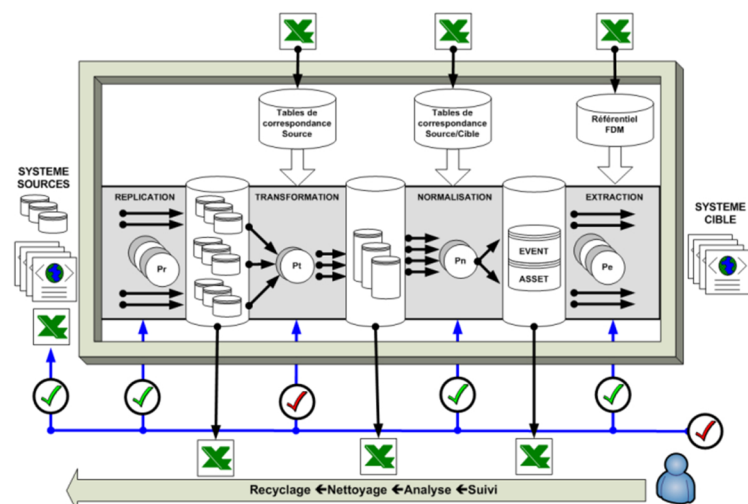 Tables de
correspondance
Source
Tables de
correspondance
Source/Cible
Référentiel
FDM
SYSTEME
SOURCES
REPLICATION
TRANSFORMATION
NORMALISATION
EXTRACTION
SYSTEME
CIBLE
Pr
Pt
Pn
EVENT
ASSET
Pe
Recyclage ←Nettoyage ←Analyse ←Suivi